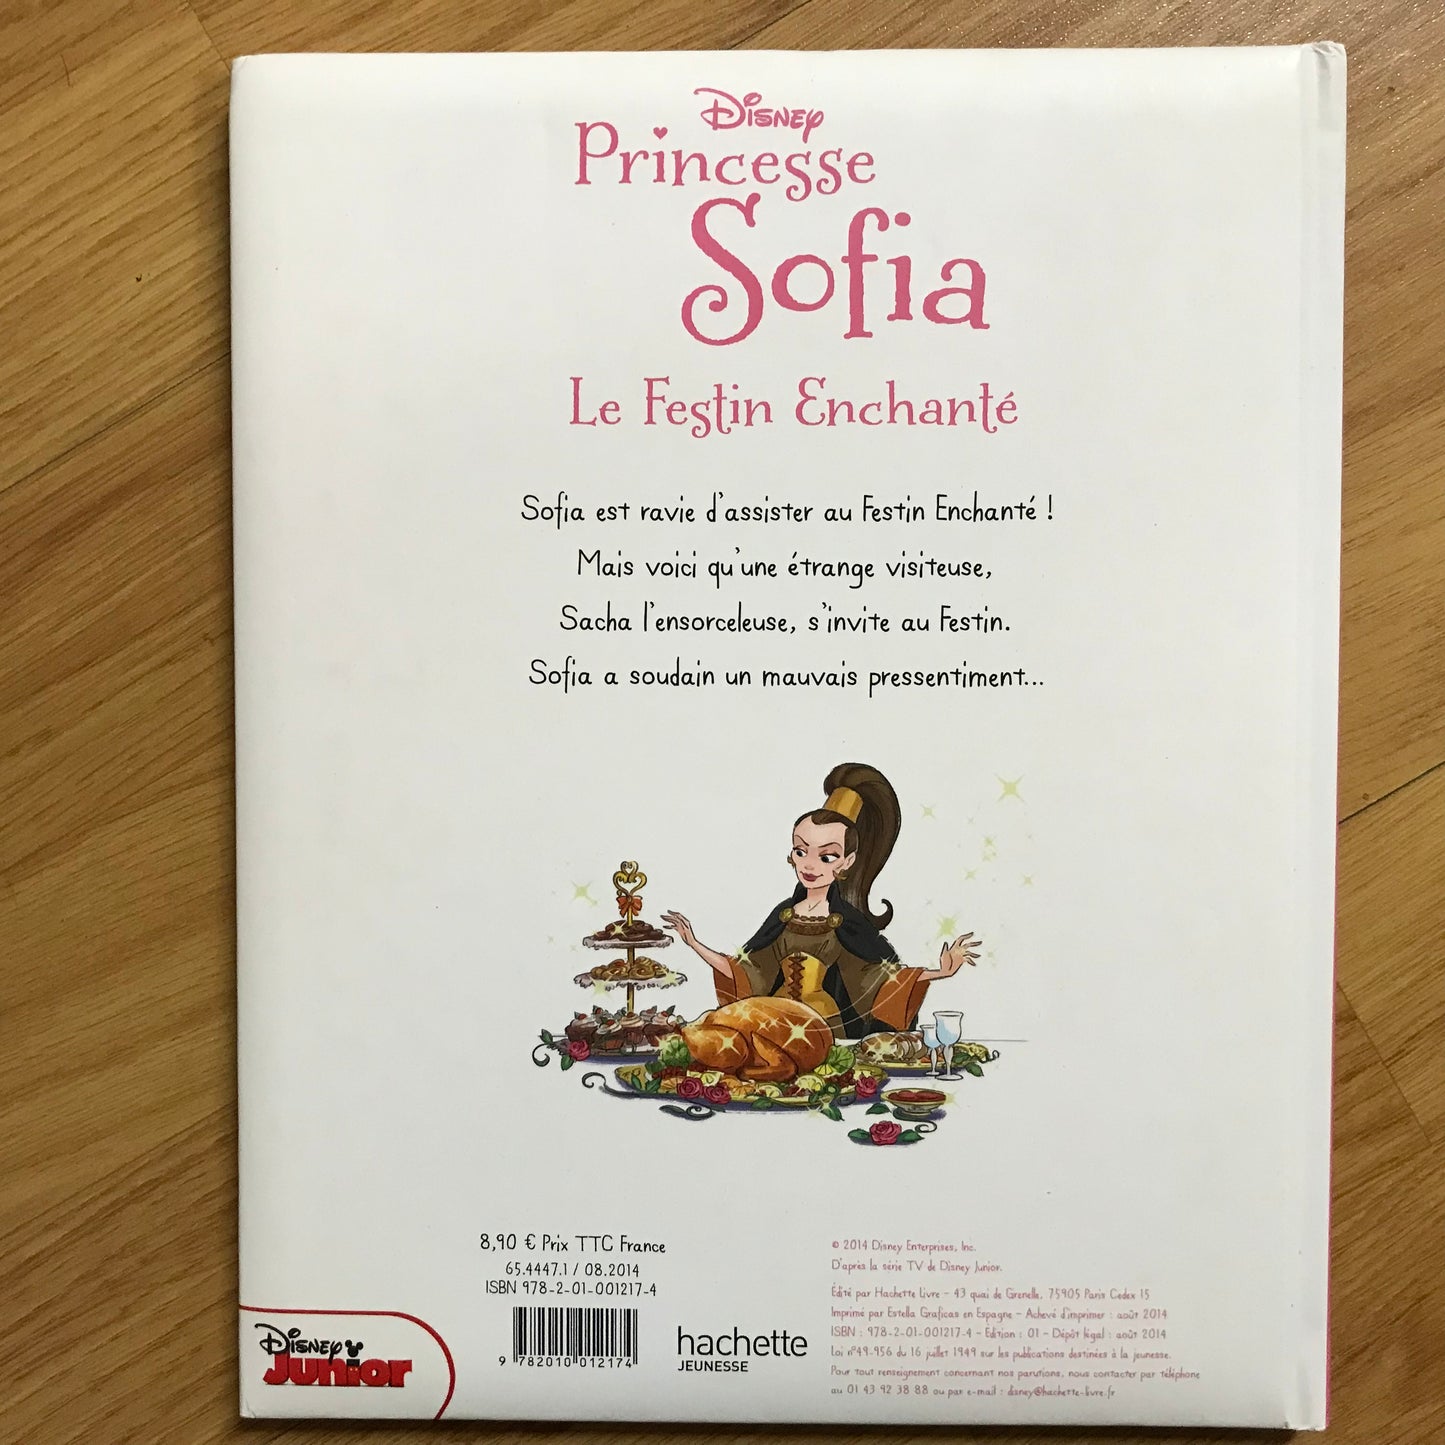 Disney
Princesse
Sofia
Le Festin Enchanté
Sofia est ravie d'assister au Festin Enchanté !
Mais voici qu'une étrange visiteuse,
Sacha l'ensorceleuse, s'invite au Festin.
Sofia a soudain un mauvais pressentiment...
8,90 € Prix TTC France
65.4447.1 / 08.2014
ISBN 978-2-01-001217-4
9 782010 012174
hachette
JEUNESSE
Disney
Junior
© 2014 Disney Enterprises, Inc.
D'après la série TV de Disney Junior.
Édité par Hachette Livre - 43 quai de Grenelle, 75905 Paris Cedex 15
Imprimé par Estella Graficas en Espagne - Achevé d'imprimer : août 2014
ISBN : 978-2-01-001217-4 - Édition : 01 - Dépôt légal : août 2014
Loi n°49-956 du 16 juillet 1949 sur les publications destinées à la jeunesse.
Pour tout renseignement concernant nos parutions, nous contacter par téléphone
au 01 43 92 38 88 ou par e-mail : disney@hachette-livre.fr